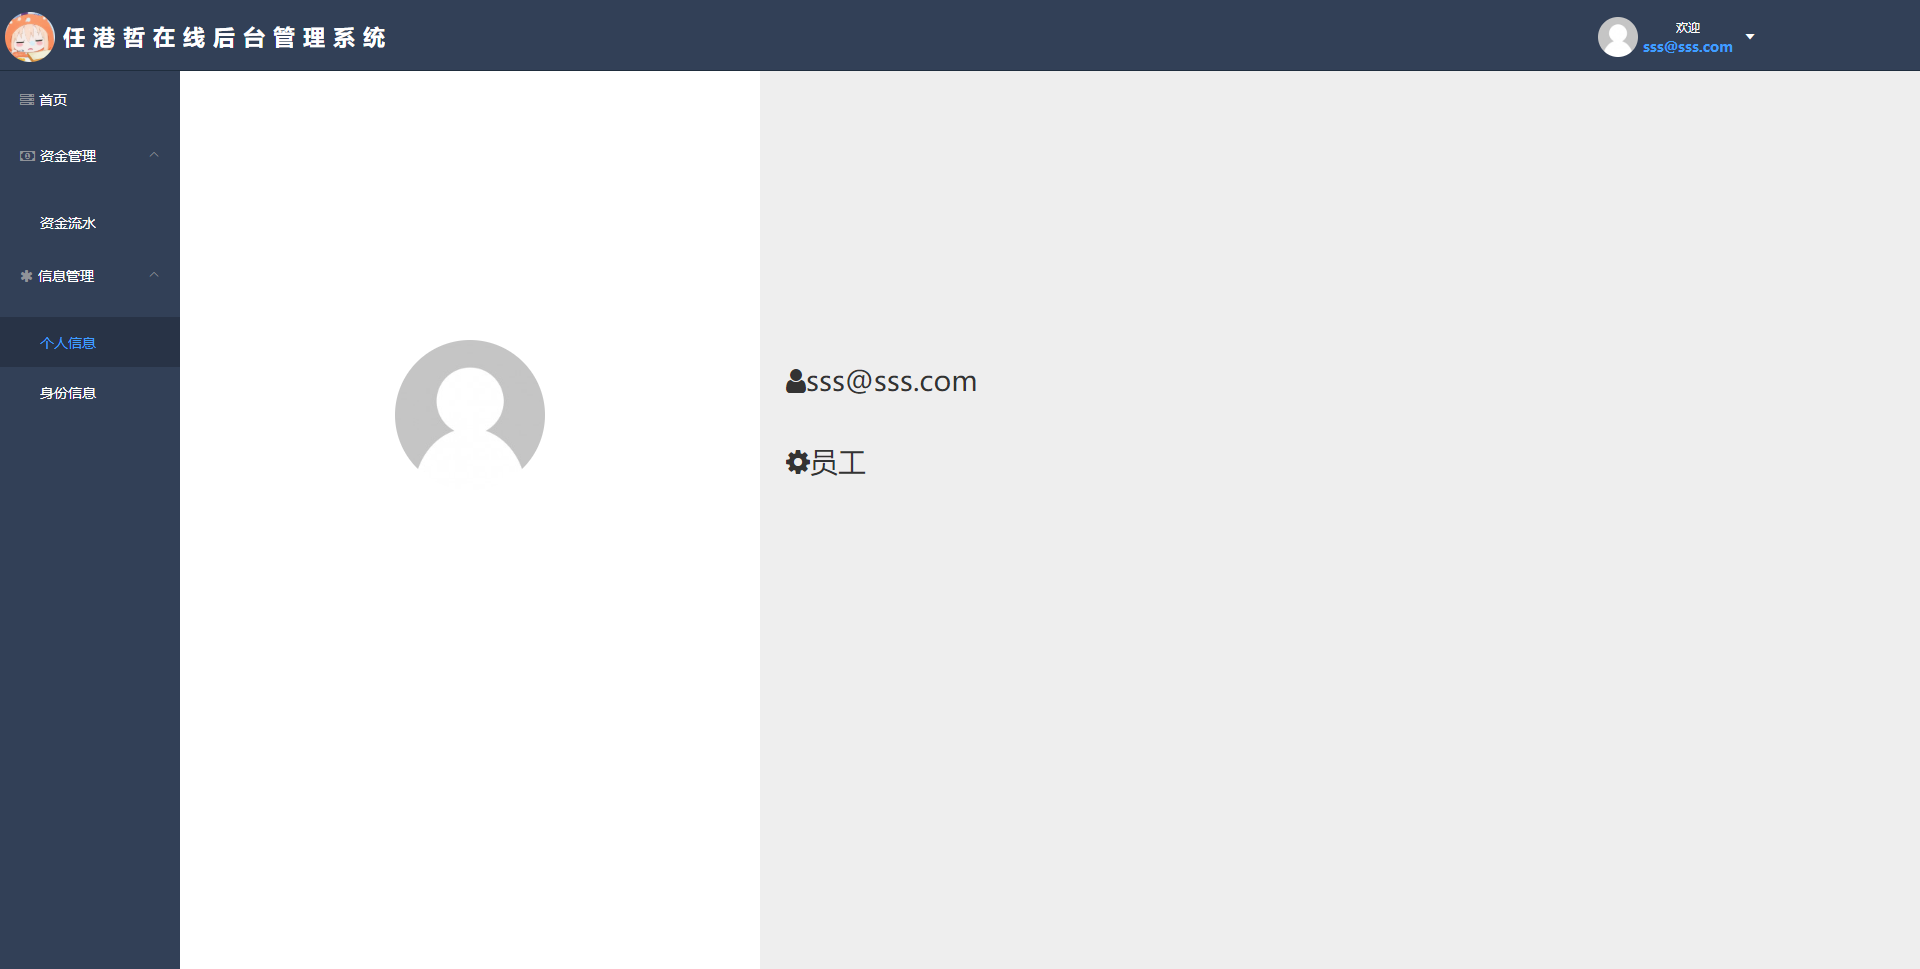 任港哲在线后台管理系统
欢迎
sss@sss.com
首页
资金管理
资金流水
信息管理
个人信息
身份信息
sss@sss.com
员工